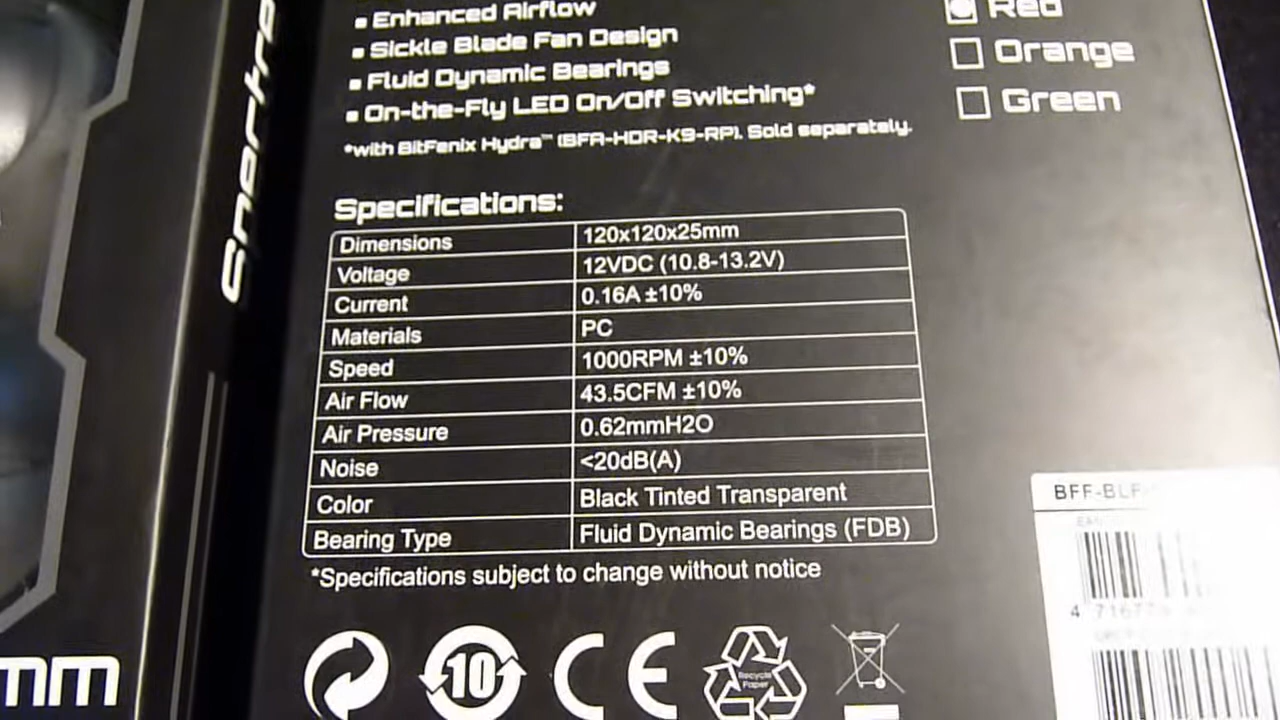 Enhanced Airflow
Sickle Blade Fan Design
Fluid Dynamic Bearings
On-the-Fly LED On/Off Switching*
*with BitFenix Hydra™ (BFA-HDR-K9-RP). Sold separately.
Red
Orange
Green
Specifications:
Dimensions 120x120x25mm
Voltage 12VDC (10.8-13.2V)
Current 0.16A ±10%
Materials PC
Speed 1000RPM ±10%
Air Flow 43.5CFM ±10%
Air Pressure 0.62mmH2O
Noise <20dB(A)
Color Black Tinted Transparent
Bearing Type Fluid Dynamic Bearings (FDB)
*Specifications subject to change without notice
10
CE
Recycle
Paper
mm